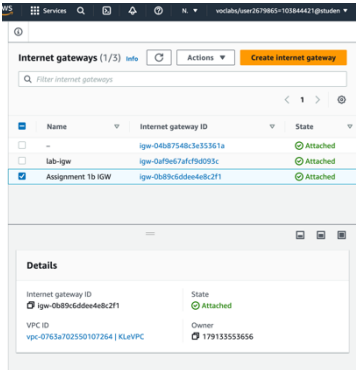 WS Services N. ▼ voclabs/user2679865=103844421@studen ▼
Internet gateways (1/3) Info Actions ▼ Create internet gateway
Filter internet gateways
1
Name Internet gateway ID State
– igw-04b87548c3e35361a Attached
lab-igw igw-0af9e67afcf9d093c Attached
Assignment 1b IGW igw-0b89c6ddee4e8c2f1 Attached
Details
Internet gateway ID State
igw-0b89c6ddee4e8c2f1 Attached
VPC ID Owner
vpc-0763a702550107264 | KLeVPC 179133553656